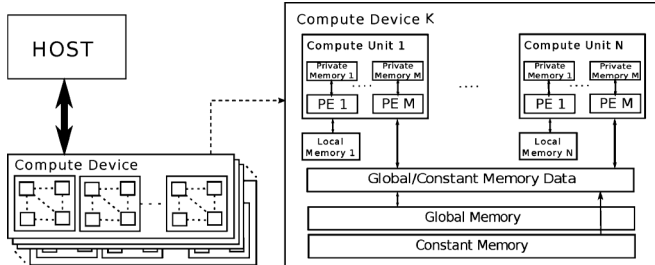 HOST
Compute Device
...
Compute Device K
Compute Unit 1
Private
Memory 1
Private
Memory M
.....
PE 1
PE M
Local
Memory 1
....
Compute Unit N
Private
Memory 1
Private
Memory M
.....
PE 1
PE M
Local
Memory N
Global/Constant Memory Data
Global Memory
Constant Memory